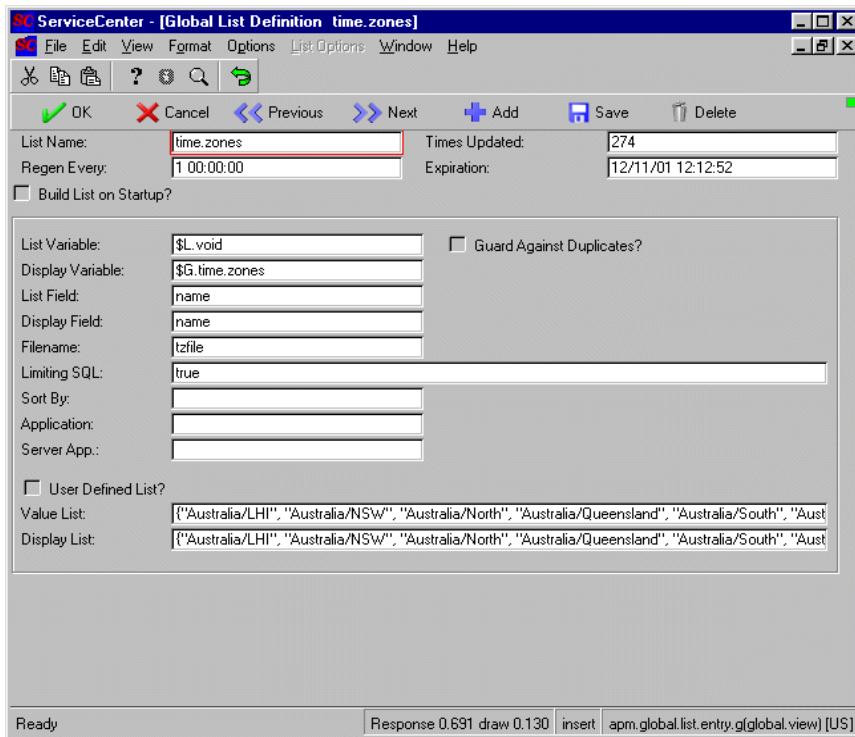 SC ServiceCenter - [Global List Definition time.zones]
SC File Edit View Format Options List Options Window Help
OK Cancel Previous Next Add Save Delete
List Name: time.zones Times Updated: 274
Regen Every: 1 00:00:00 Expiration: 12/11/01 12:12:52
Build List on Startup?
List Variable: $L.void Guard Against Duplicates?
Display Variable: $G.time.zones
List Field: name
Display Field: name
Filename: tzfile
Limiting SQL: true
Sort By:
Application:
Server App.:
User Defined List?
Value List: {"Australia/LHI", "Australia/NSW", "Australia/North", "Australia/Queensland", "Australia/South", "Aust
Display List: {"Australia/LHI", "Australia/NSW", "Australia/North", "Australia/Queensland", "Australia/South", "Aust
Ready Response 0.691 draw 0.130 insert apm.global.list.entry.g(global.view) [US]